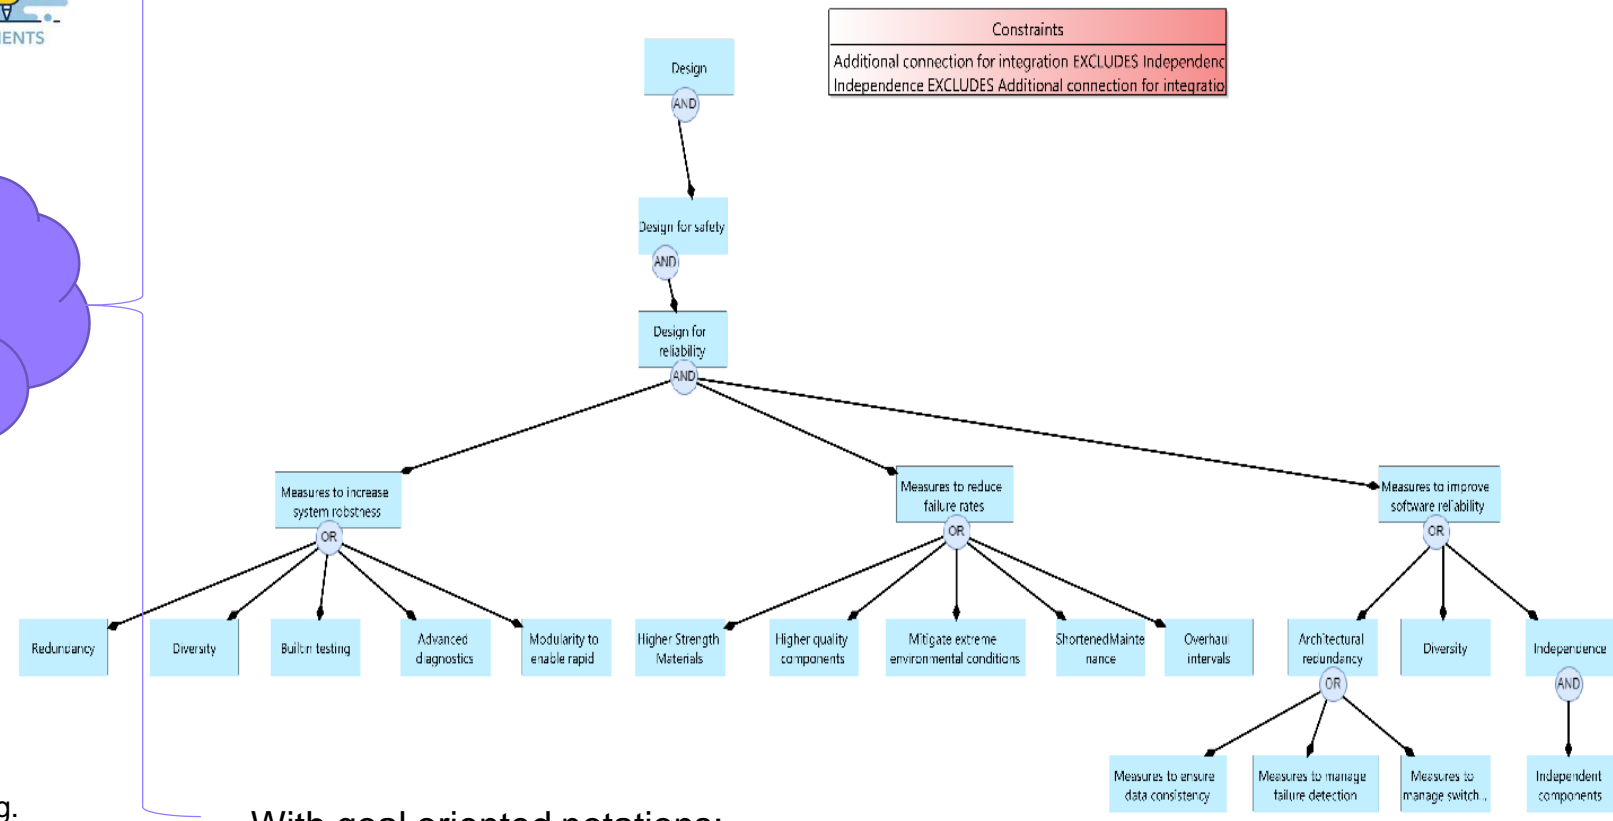 ENTS
Constraints
Additional connection for integration EXCLUDES Independenc
Independence EXCLUDES Additional connection for integratio
Design
AND
Design for safety
AND
Design for
reliability
AND
Measures to increase
system robstness
OR
Measures to reduce
failure rates
OR
Measures to improve
software reliability
OR
Redundancy
Diversity
Builtin testing
Advanced
diagnostics
Modularity to
enable rapid
Higher Strength
Materials
Higher quality
components
Mitigate extreme
environmental conditions
ShortenedMainte
nance
Overhaul
intervals
Architectural
redundancy
OR
Diversity
Independence
AND
Measures to ensure
data consistency
Measures to manage
failure detection
Measures to
manage switch...
Independent
components
g.
With goal oriented notations: